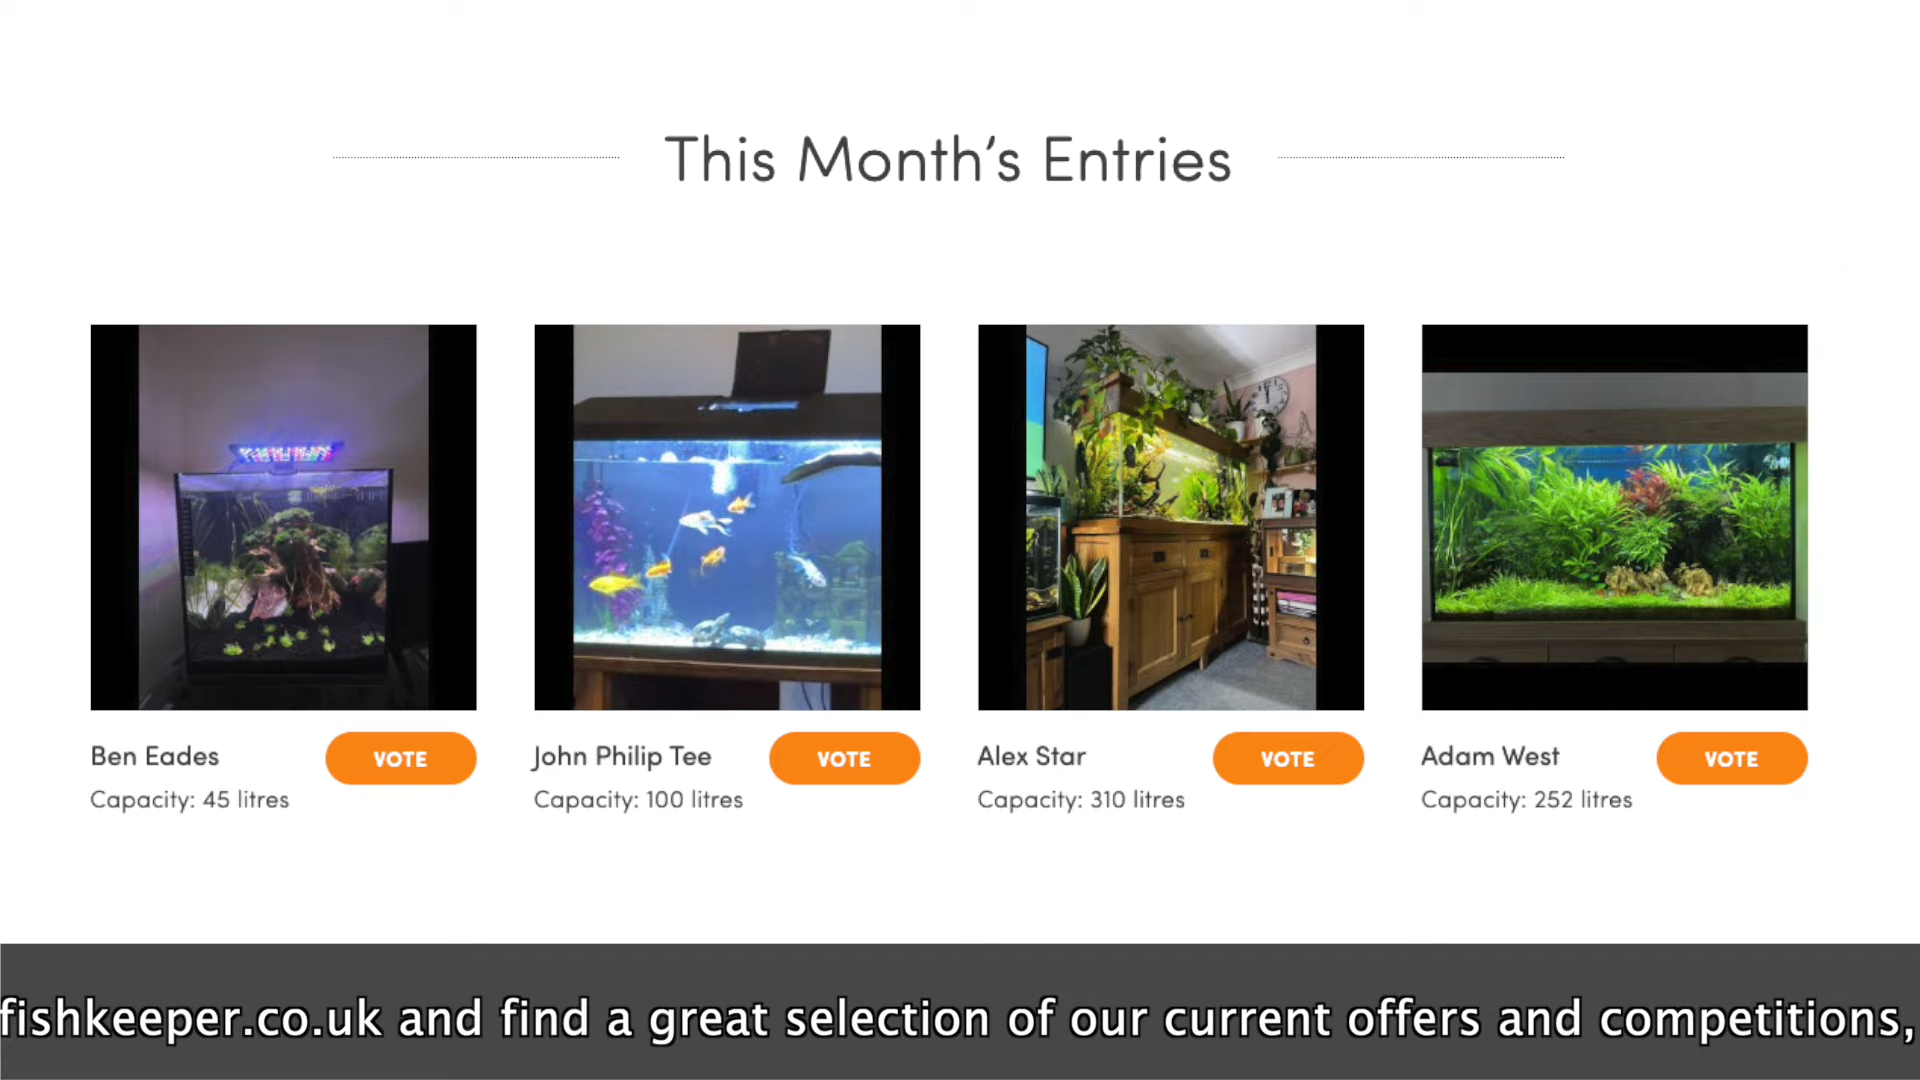 This Month's Entries
Ben Eades
VOTE
Capacity: 45 litres
John Philip Tee
VOTE
Capacity: 100 litres
Alex Star
VOTE
Capacity: 310 litres
Adam West
VOTE
Capacity: 252 litres
fishkeeper.co.uk and find a great selection of our current offers and competitions,